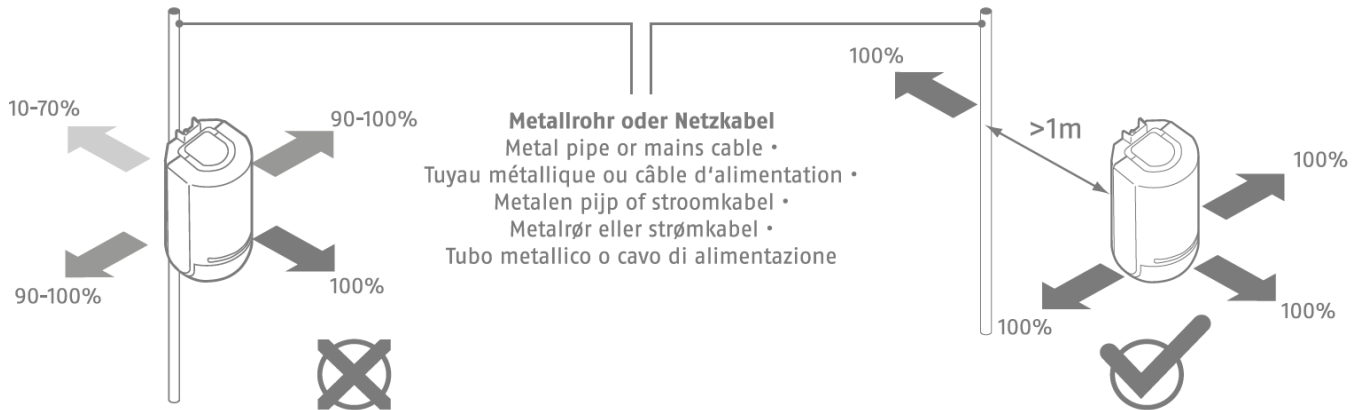 10-70%
90-100%
90-100%
100%
Metallrohr oder Netzkabel
Metal pipe or mains cable •
Tuyau métallique ou câble d'alimentation •
Metalen pijp of stroomkabel •
Metalrør eller strømkabel •
Tubo metallico o cavo di alimentazione
100%
>1m
100%
100%
100%